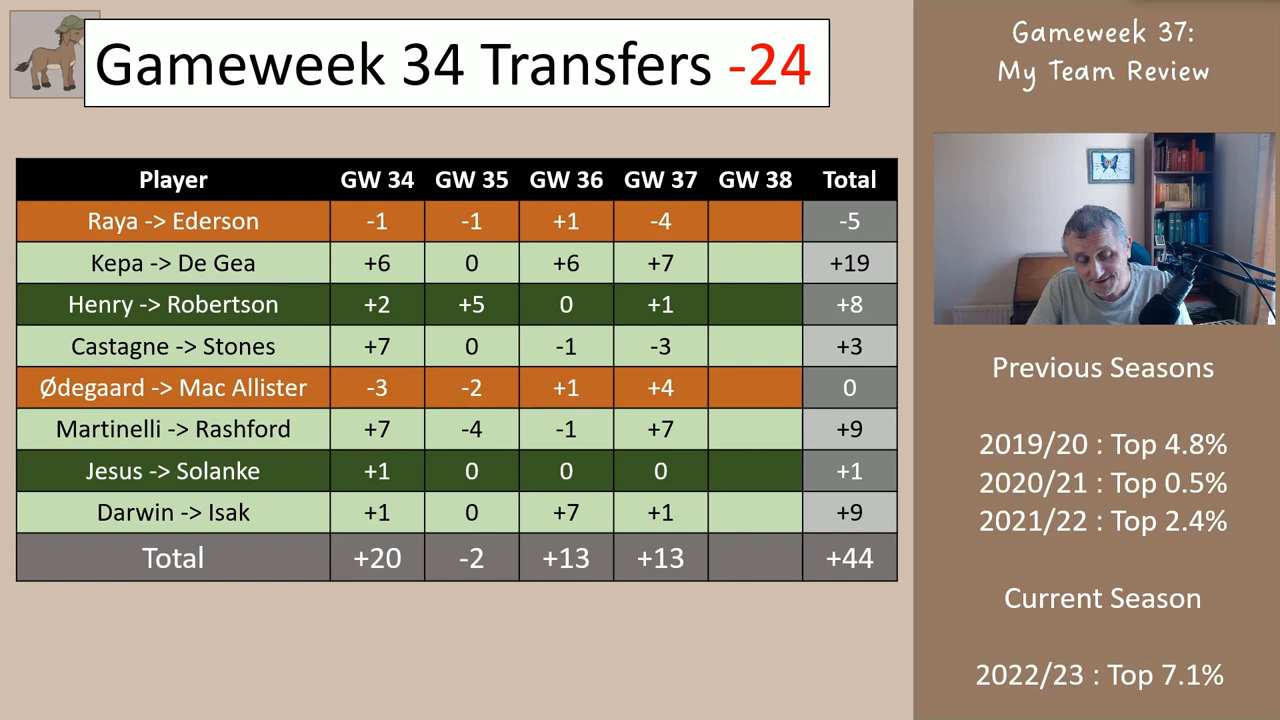 Gameweek 34 Transfers -24
Player GW 34 GW 35 GW 36 GW 37 GW 38 Total
Raya -> Ederson -1 -1 +1 -4 -5
Kepa -> De Gea +6 0 +6 +7 +19
Henry -> Robertson +2 +5 0 +1 +8
Castagne -> Stones +7 0 -1 -3 +3
Ødegaard -> Mac Allister -3 -2 +1 +4 0
Martinelli -> Rashford +7 -4 -1 +7 +9
Jesus -> Solanke +1 0 0 0 +1
Darwin -> Isak +1 0 +7 +1 +9
Total +20 -2 +13 +13 +44
Gameweek 37:
My Team Review
Previous Seasons
2019/20 : Top 4.8%
2020/21 : Top 0.5%
2021/22 : Top 2.4%
Current Season
2022/23 : Top 7.1%